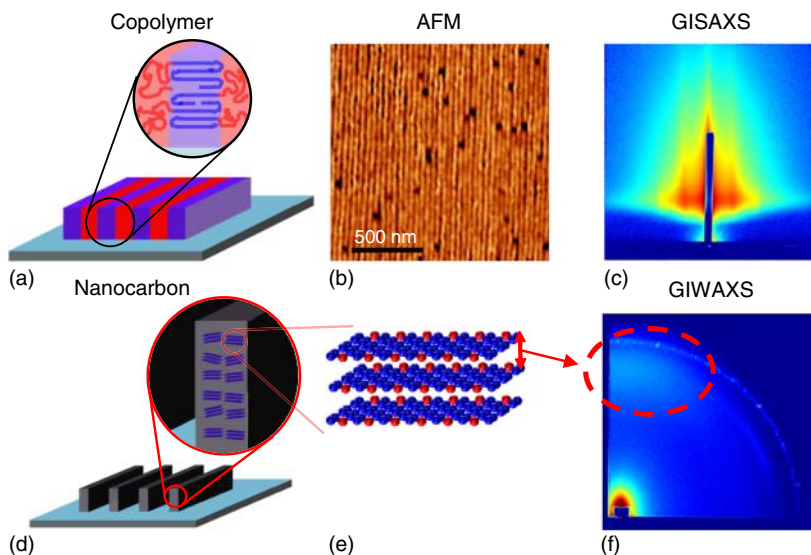 Copolymer
AFM
GISAXS
500 nm
(a)
(b)
(c)
Nanocarbon
GIWAXS
(d)
(e)
(f)